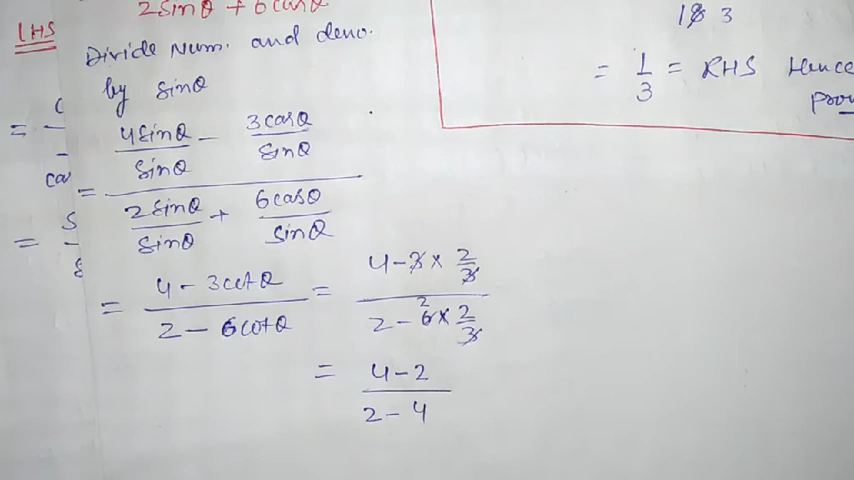 2sinθ + 6cosθ
LHS
Divide Num. and deno.
by sinθ
4sinθ/sinθ - 3cosθ/sinθ
=
2sinθ/sinθ + 6cosθ/sinθ
= (4 - 3cotθ)/(2 - 6cotθ) = (4 - 3 × 2/3)/(2 - 6 × 2/3)
2
= (4 - 2)/(2 - 4)
18 3
= 1/3 = RHS Hence